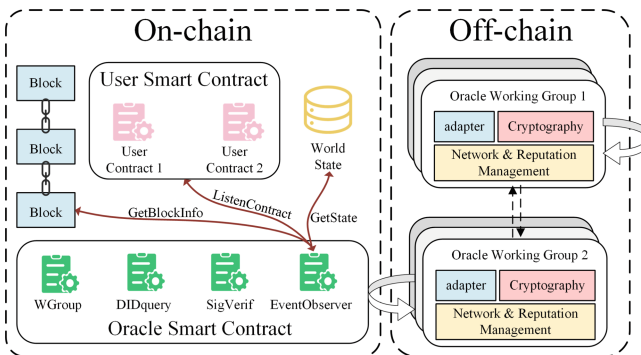 On-chain
Block
Block
Block
User Smart Contract
User
Contract 1
User
Contract 2
World
State
GetBlockInfo
ListenContract
GetState
WGroup
DIDquery
SigVerif
EventObserver
Oracle Smart Contract
Off-chain
Oracle Working Group 1
adapter
Cryptography
Network & Reputation
Management
Oracle Working Group 2
adapter
Cryptography
Network & Reputation
Management